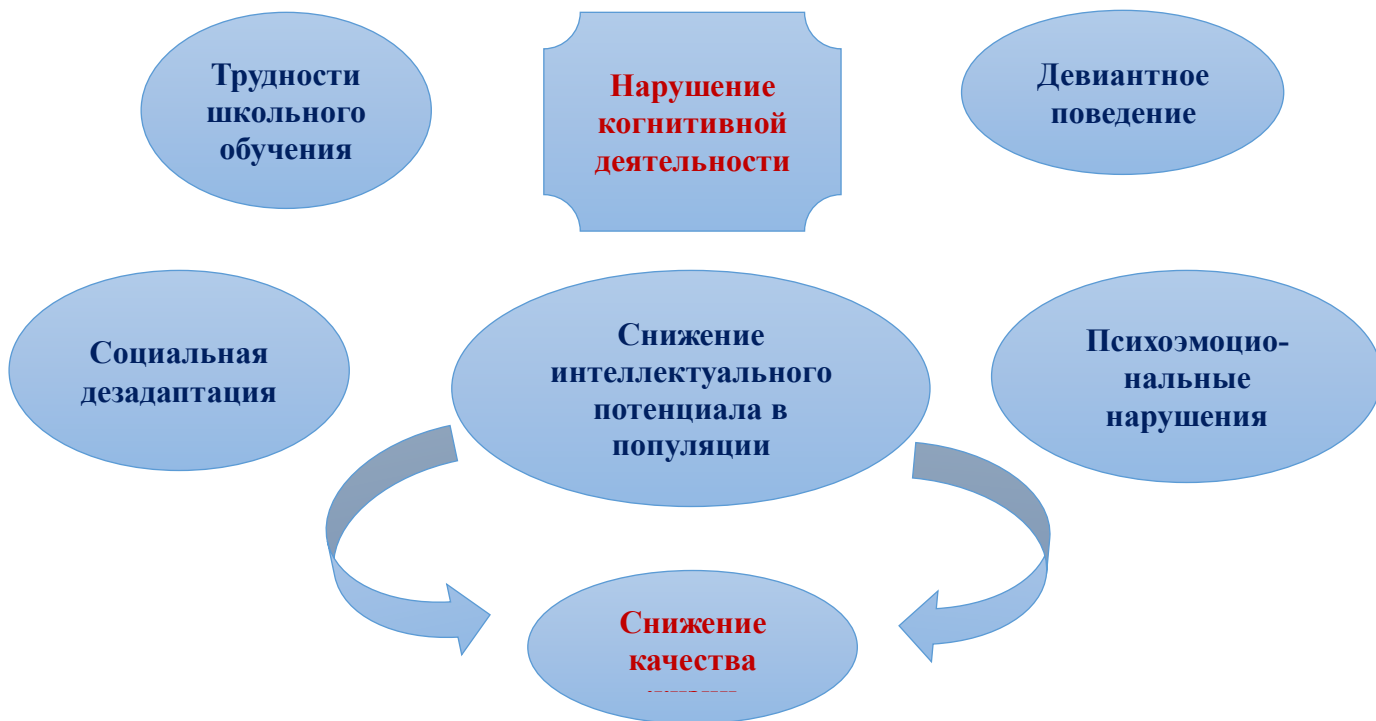 Трудности
школьного
обучения
Нарушение
когнитивной
деятельности
Девиантное
поведение
Социальная
дезадаптация
Снижение
интеллектуального
потенциала в
популяции
Психоэмоцио-
нальные
нарушения
Снижение
качества